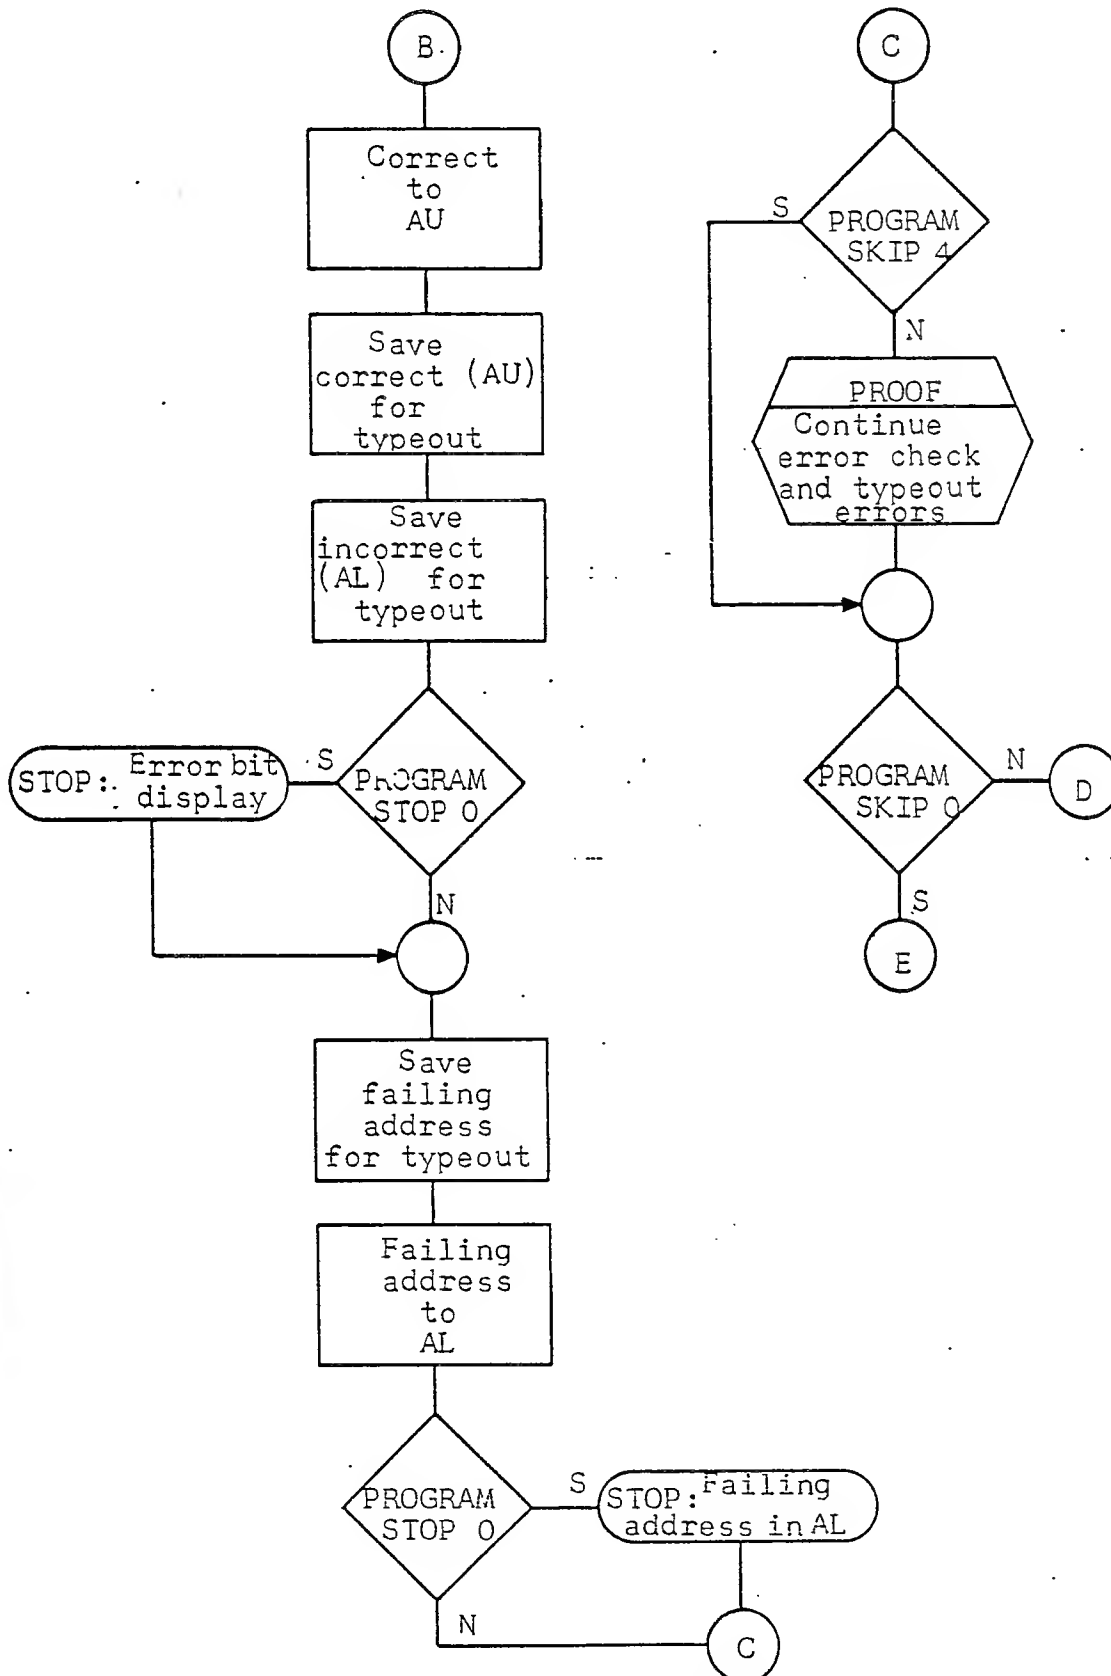 B
Correct
to
AU
Save
correct (AU)
for
typeout
Save
incorrect
(AL) for
typeout
S
PROGRAM
STOP 0
STOP: Error bit
display
N
Save
failing
address
for typeout
Failing
address
to
AL
PROGRAM
STOP 0
S
STOP: Failing
address in AL
N
C
C
S
PROGRAM
SKIP 4
N
PROOF
Continue
error check
and typeout
errors
PROGRAM
SKIP 0
N
D
S
E